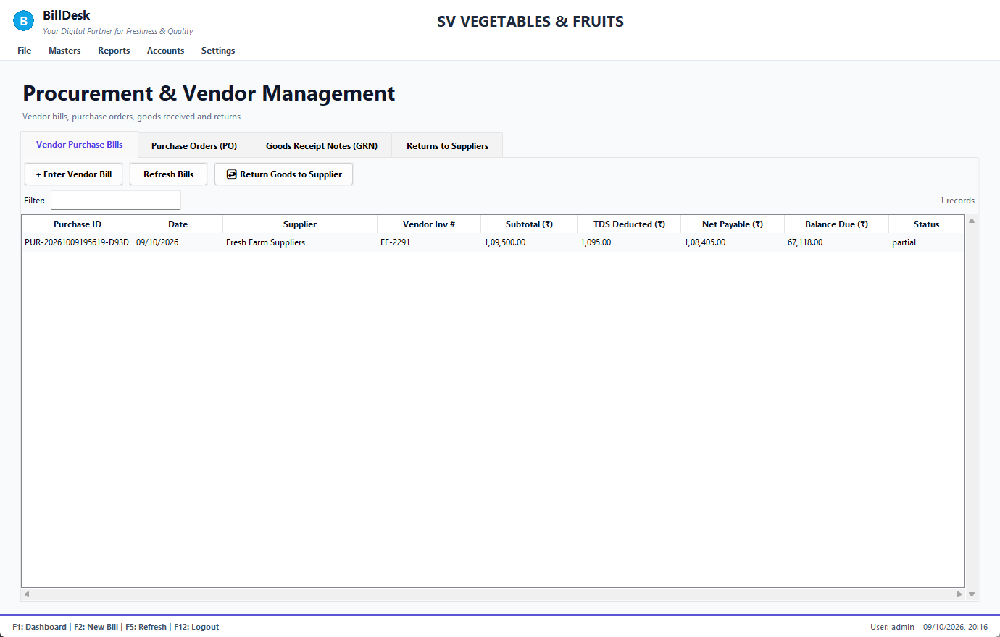 B
BillDesk
Your Digital Partner for Freshness & Quality
SV VEGETABLES & FRUITS
File Masters Reports Accounts Settings
Procurement & Vendor Management
Vendor bills, purchase orders, goods received and returns
Vendor Purchase Bills Purchase Orders (PO) Goods Receipt Notes (GRN) Returns to Suppliers
+ Enter Vendor Bill Refresh Bills Return Goods to Supplier
Filter: 1 records
Purchase ID Date Supplier Vendor Inv # Subtotal (₹) TDS Deducted (₹) Net Payable (₹) Balance Due (₹) Status
PUR-20261009195619-D93D 09/10/2026 Fresh Farm Suppliers FF-2291 1,09,500.00 1,095.00 1,08,405.00 67,118.00 partial
F1: Dashboard | F2: New Bill | F5: Refresh | F12: Logout User: admin 09/10/2026, 20:16